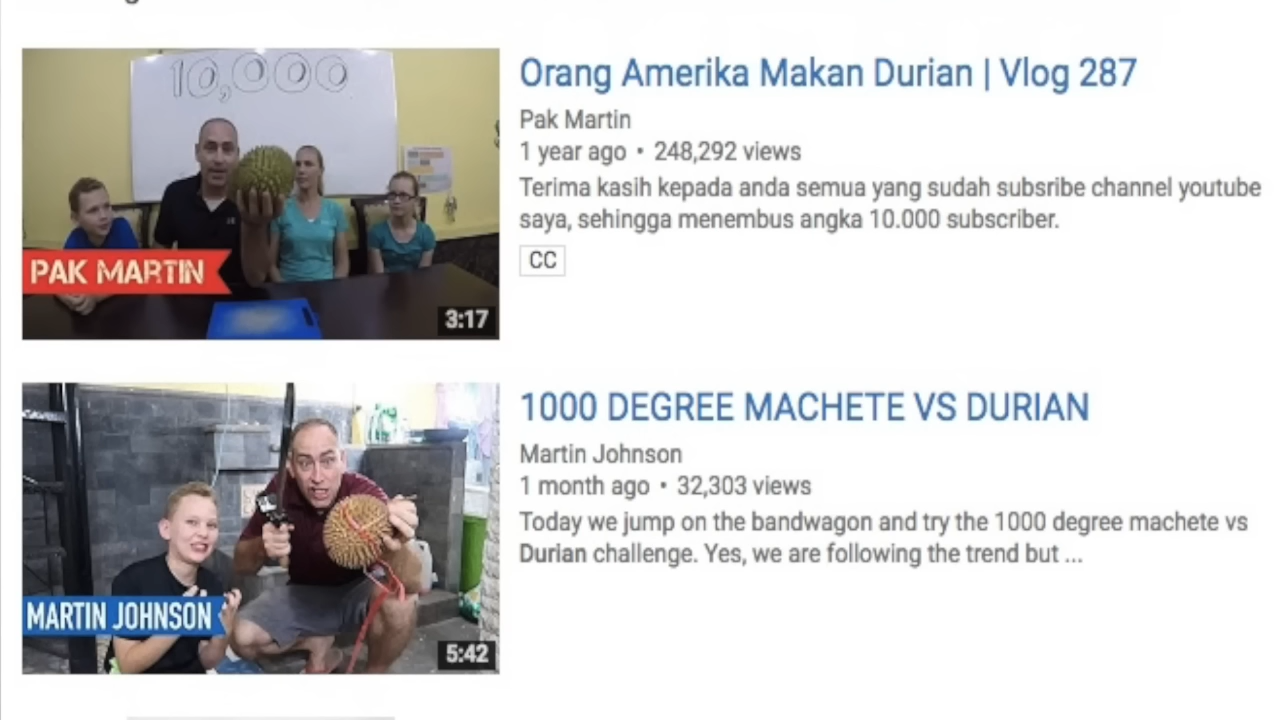 10,000
PAK MARTIN
3:17
Orang Amerika Makan Durian | Vlog 287
Pak Martin
1 year ago • 248,292 views
Terima kasih kepada anda semua yang sudah subsribe channel youtube
saya, sehingga menembus angka 10.000 subscriber.
CC
MARTIN JOHNSON
5:42
1000 DEGREE MACHETE VS DURIAN
Martin Johnson
1 month ago • 32,303 views
Today we jump on the bandwagon and try the 1000 degree machete vs
Durian challenge. Yes, we are following the trend but ...